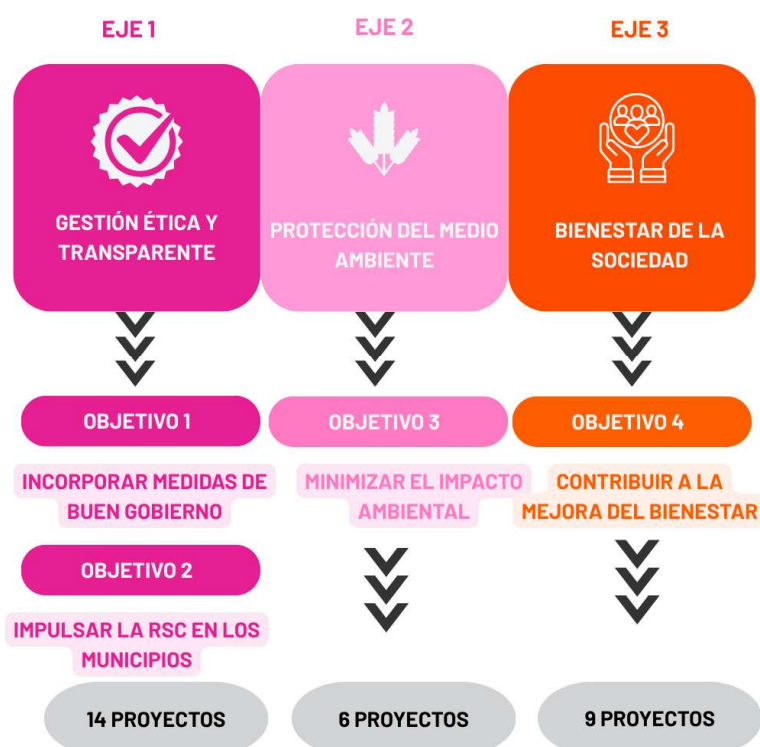 EJE 1
EJE 2
EJE 3
GESTIÓN ÉTICA Y
TRANSPARENTE
PROTECCIÓN DEL MEDIO
AMBIENTE
BIENESTAR DE LA
SOCIEDAD
OBJETIVO 1
OBJETIVO 3
OBJETIVO 4
INCORPORAR MEDIDAS DE
BUEN GOBIERNO
MINIMIZAR EL IMPACTO
AMBIENTAL
CONTRIBUIR A LA
MEJORA DEL BIENESTAR
OBJETIVO 2
IMPULSAR LA RSC EN LOS
MUNICIPIOS
14 PROYECTOS
6 PROYECTOS
9 PROYECTOS